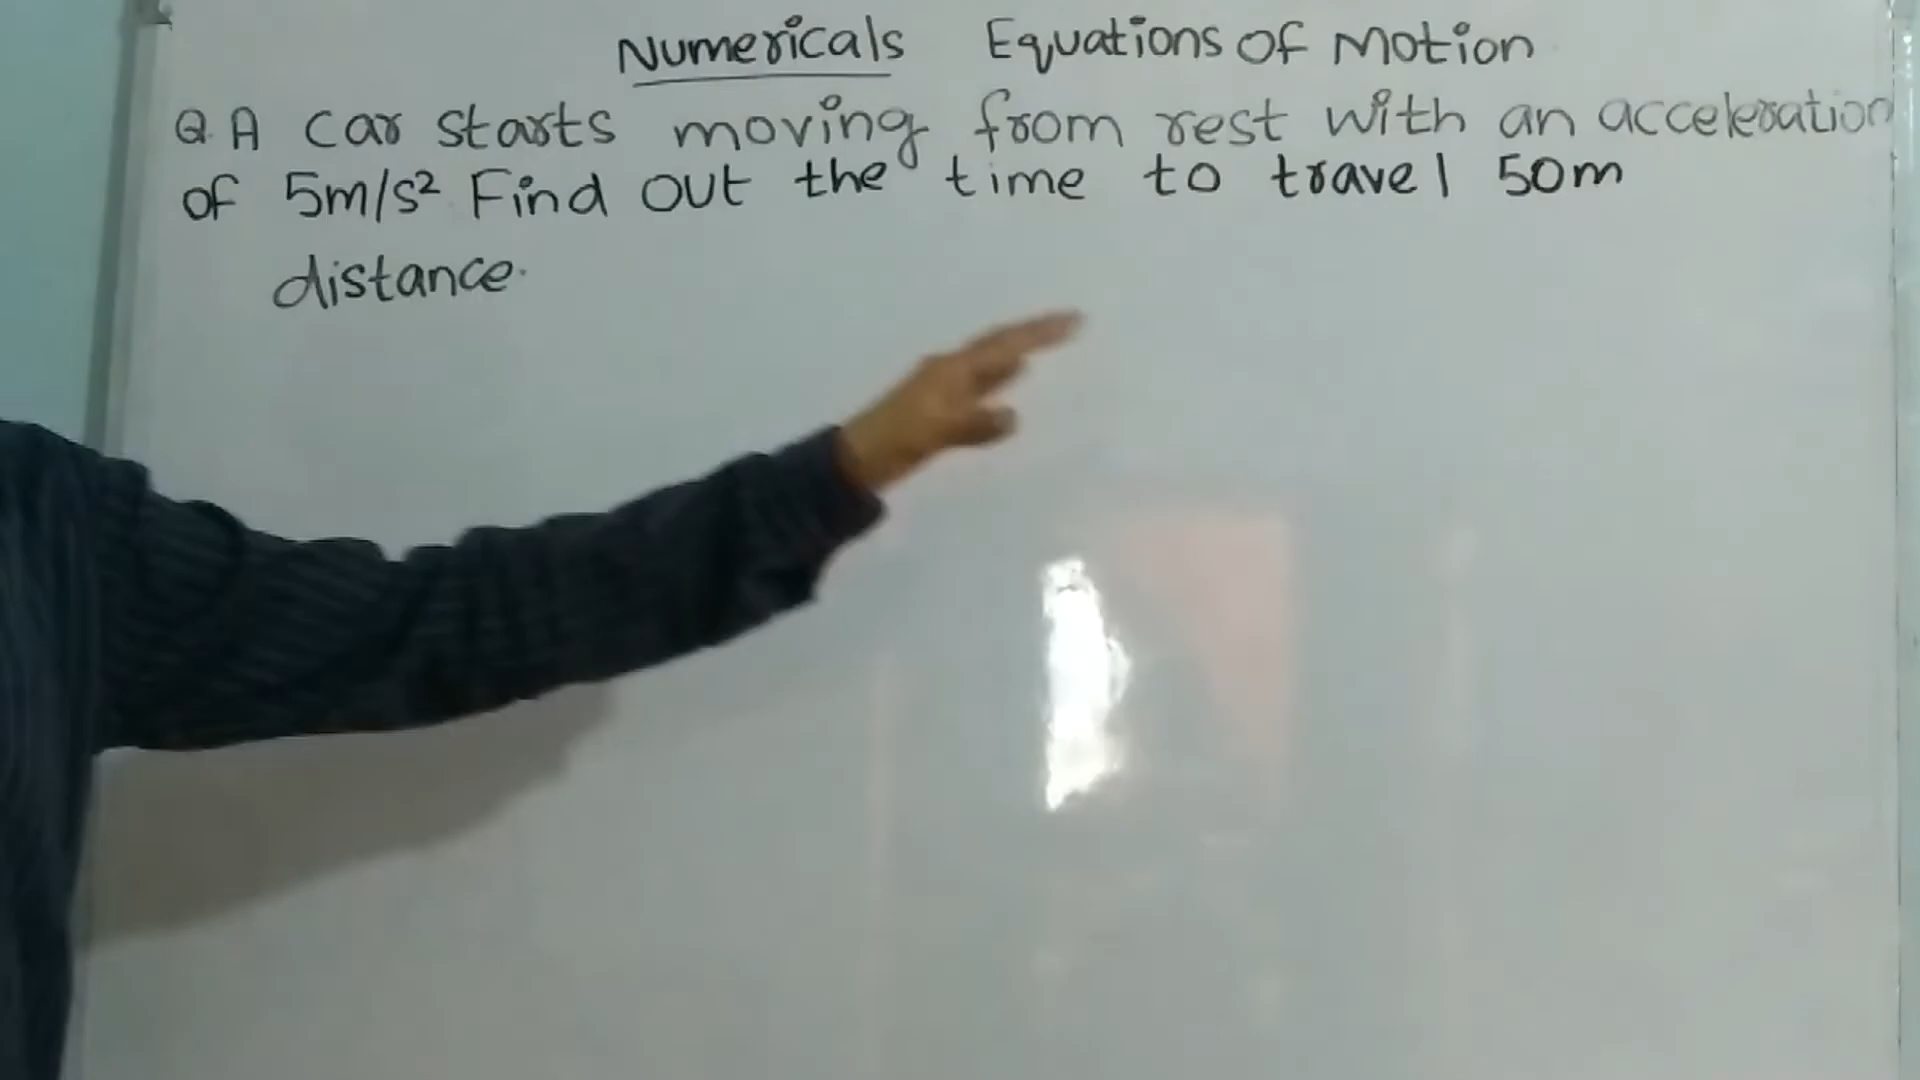 Numericals Equations of Motion
Q. A car starts moving from rest with an acceleration
of 5m/s² Find out the time to travel 50m
distance.